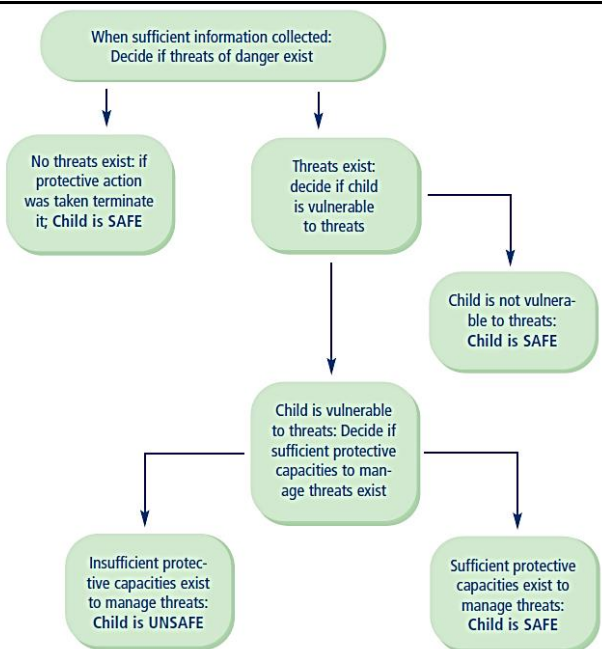 When sufficient information collected:
Decide if threats of danger exist
No threats exist: if
protective action
was taken terminate
it; Child is SAFE
Threats exist:
decide if child
is vulnerable
to threats
Child is not vulnera-
ble to threats:
Child is SAFE
Child is vulnerable
to threats: Decide if
sufficient protective
capacities to man-
age threats exist
Insufficient protec-
tive capacities exist
to manage threats:
Child is UNSAFE
Sufficient protective
capacities exist to
manage threats:
Child is SAFE